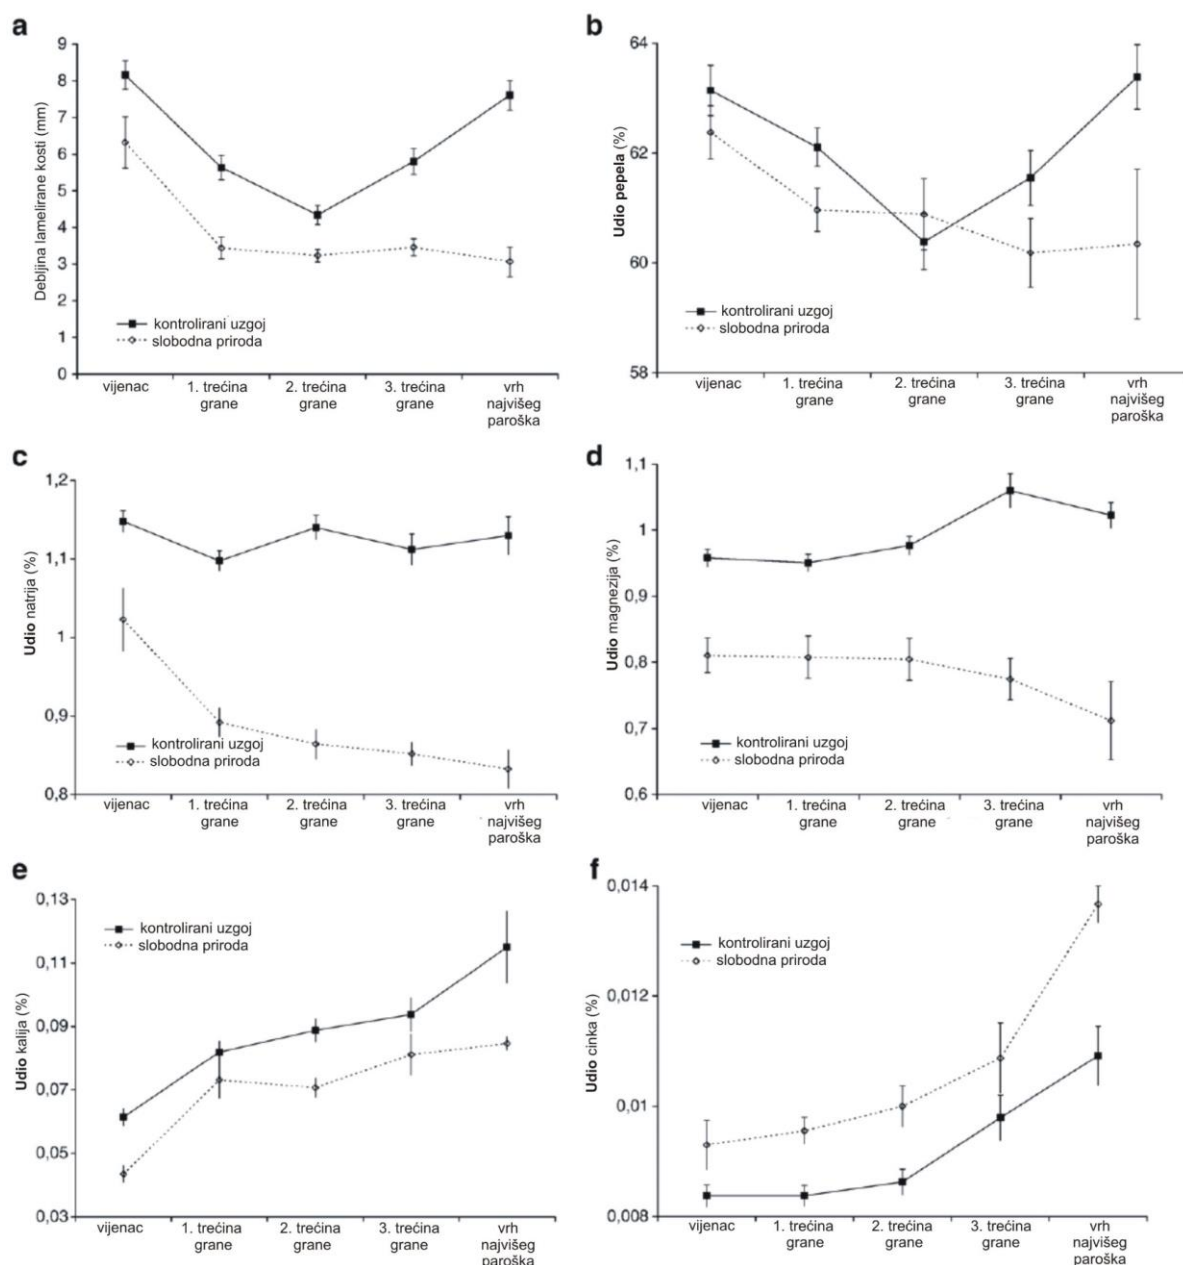 a
9
8
7
6
5
4
3
2
1
0
Debljina lamelirane kosti (mm)
kontrolirani uzgoj
slobodna priroda
vijenac
1. trećina
grane
2. trećina
grane
3. trećina
grane
vrh
najvišeg
paroška
b
64
62
60
58
Udio pepela (%)
kontrolirani uzgoj
slobodna priroda
vijenac
1. trećina
grane
2. trećina
grane
3. trećina
grane
vrh
najvišeg
paroška
c
1,2
1,1
1
0,9
0,8
Udio natrija (%)
kontrolirani uzgoj
slobodna priroda
vijenac
1. trećina
grane
2. trećina
grane
3. trećina
grane
vrh
najvišeg
paroška
d
1,1
1
0,9
0,8
0,7
0,6
Udio magnezija (%)
kontrolirani uzgoj
slobodna priroda
vijenac
1. trećina
grane
2. trećina
grane
3. trećina
grane
vrh
najvišeg
paroška
e
0,13
0,11
0,09
0,07
0,05
0,03
Udio kalija (%)
kontrolirani uzgoj
slobodna priroda
vijenac
1. trećina
grane
2. trećina
grane
3. trećina
grane
vrh
najvišeg
paroška
f
0,014
0,012
0,01
0,008
Udio cinka (%)
kontrolirani uzgoj
slobodna priroda
vijenac
1. trećina
grane
2. trećina
grane
3. trećina
grane
vrh
najvišeg
paroška